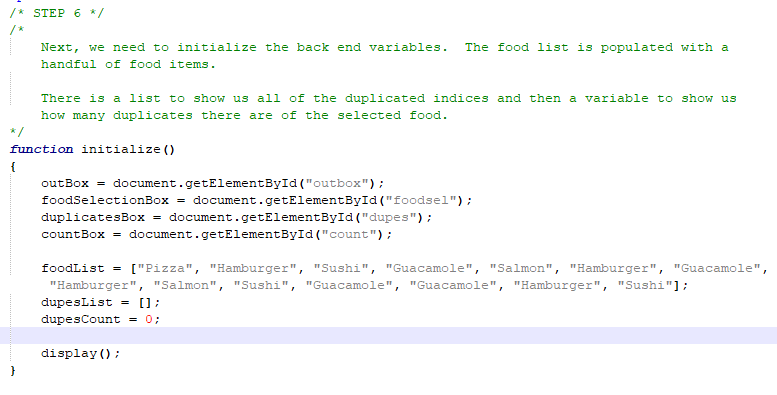 /* STEP 6 */
/*
Next, we need to initialize the back end variables.  The food list is populated with a
handful of food items.
There is a list to show us all of the duplicated indices and then a variable to show us
how many duplicates there are of the selected food.
*/
function initialize()
{
outBox = document.getElementById("outbox");
foodSelectionBox = document.getElementById("foodsel");
duplicatesBox = document.getElementById("dupes");
countBox = document.getElementById("count");
foodList = ["Pizza", "Hamburger", "Sushi", "Guacamole", "Salmon", "Hamburger", "Guacamole",
"Hamburger", "Salmon", "Sushi", "Guacamole", "Guacamole", "Hamburger", "Sushi"];
dupesList = [];
dupesCount = 0;
display();
}